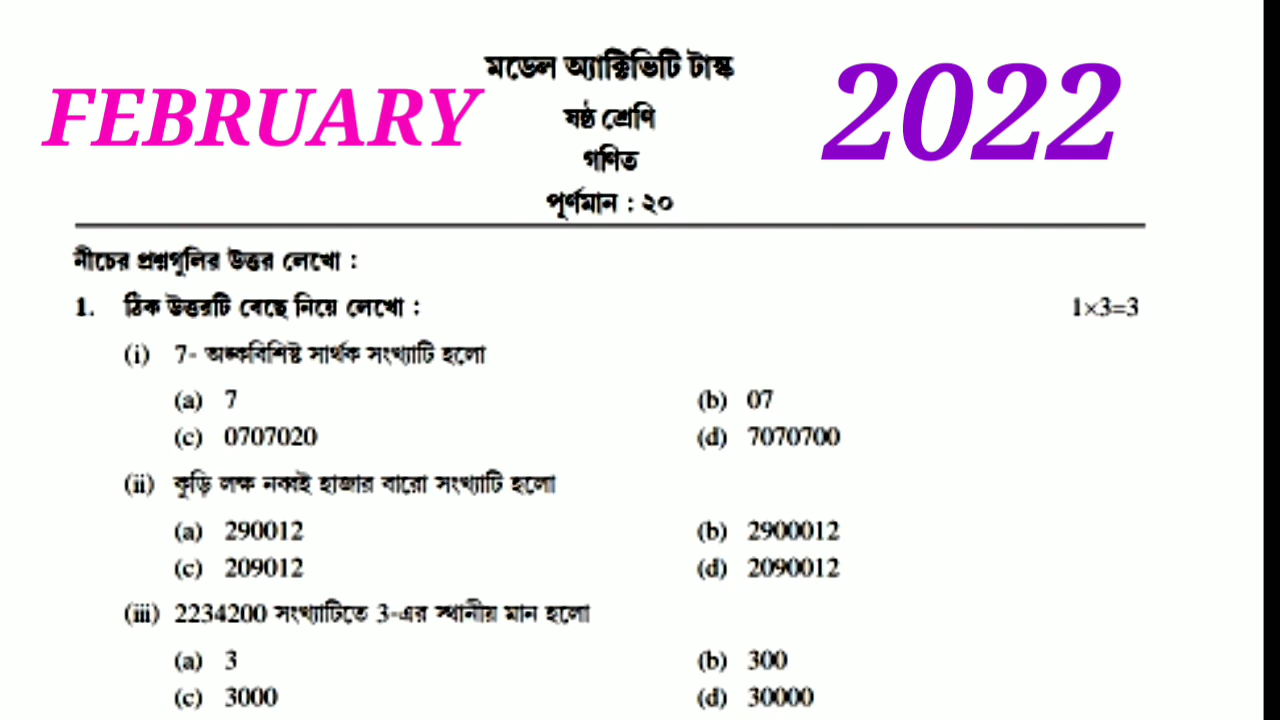 FEBRUARY
2022
মডেল অ্যাক্টিভিটি টাস্ক
ষষ্ঠ শ্রেণি
গণিত
পূর্ণমান : ২০
নীচের প্রশ্নগুলির উত্তর লেখো :
1. ঠিক উত্তরটি বেছে নিয়ে লেখো : 1×3=3
(i) 7- অঙ্কবিশিষ্ট সার্থক সংখ্যাটি হলো
(a) 7 (b) 07
(c) 0707020 (d) 7070700
(ii) কুড়ি লক্ষ নব্বই হাজার বারো সংখ্যাটি হলো
(a) 290012 (b) 2900012
(c) 209012 (d) 2090012
(iii) 2234200 সংখ্যাটিতে 3-এর স্থানীয় মান হলো
(a) 3 (b) 300
(c) 3000 (d) 30000